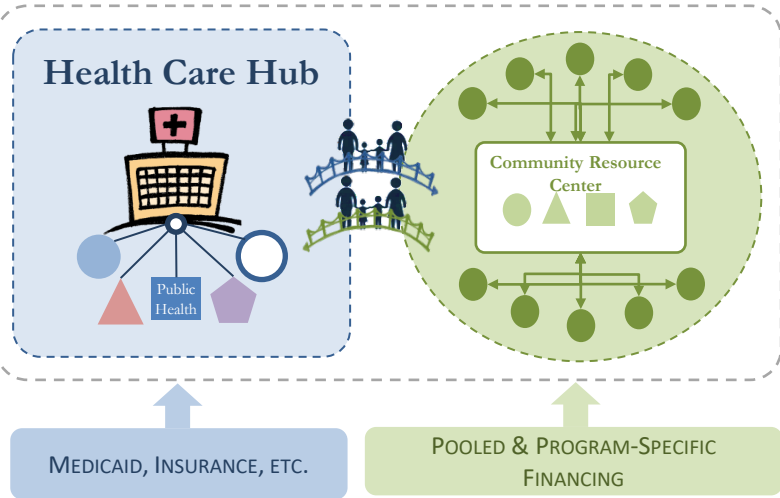 Health Care Hub
Public
Health
Community Resource
Center
MEDICAID, INSURANCE, ETC.
POOLED & PROGRAM-SPECIFIC
FINANCING